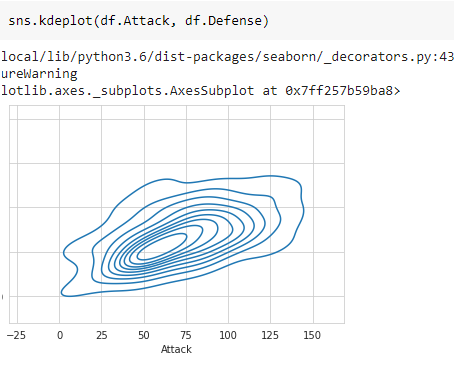 sns.kdeplot(df.Attack, df.Defense)
local/lib/python3.6/dist-packages/seaborn/_decorators.py:43
ureWarning
lotlib.axes._subplots.AxesSubplot at 0x7ff257b59ba8>
−25 0 25 50 75 100 125 150
Attack